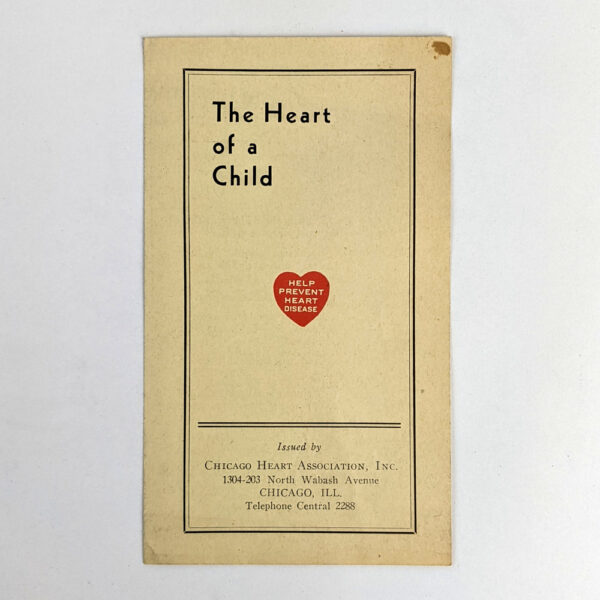 The Heart
of a
Child
HELP
PREVENT
HEART
DISEASE
Issued by
CHICAGO HEART ASSOCIATION, INC.
1304-203 North Wabash Avenue
CHICAGO, ILL.
Telephone Central 2288